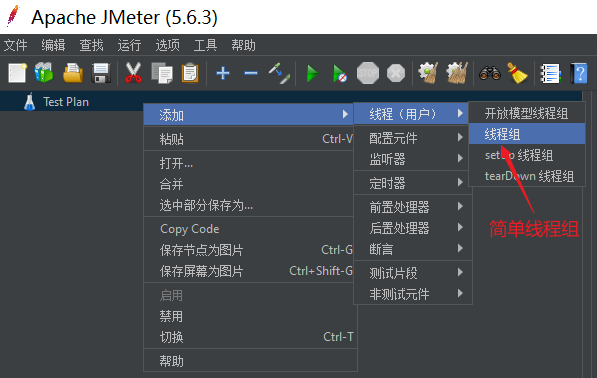 Apache JMeter (5.6.3)
文件 编辑 查找 运行 选项 工具 帮助
STOP
Test Plan
添加
粘贴 Ctrl-V
打开...
合并
选中部分保存为...
Copy Code
保存节点为图片 Ctrl-G
保存屏幕为图片 Ctrl+Shift-G
启用
禁用
切换 Ctrl-T
帮助
线程（用户）
配置元件
监听器
定时器
前置处理器
后置处理器
断言
测试片段
非测试元件
开放模型线程组
线程组
setUp 线程组
tearDown 线程组
简单线程组